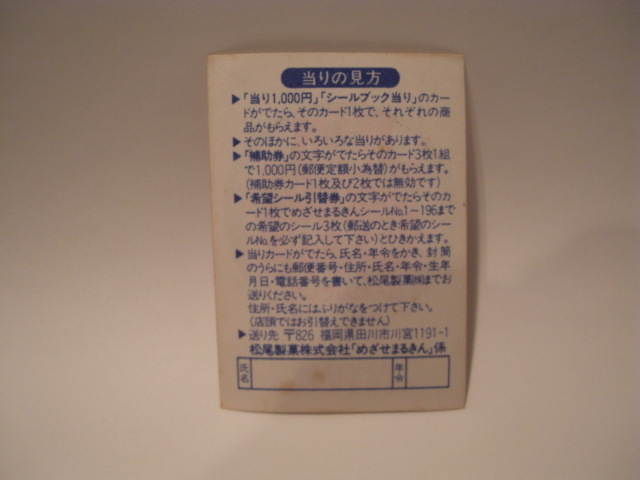 当りの見方
▶「当り1,000円」「シールブック当り」のカー
ドがでたら、そのカード1枚で、それぞれの商
品がもらえます。
▶そのほかに、いろいろな当りがあります。
▶「補助券」の文字がでたらそのカード3枚1組
で1,000円(郵便定額小為替)がもらえます。
(補助券カード1枚及び2枚では無効です)
▶「希望シール引替券」の文字がでたらそのカ
ード1枚でめざせまるきんシールNo.1〜196まで
の希望のシール3枚(郵送のとき希望のシー
ルNo.を必ず記入して下さい)とひきかえます。
▶当りカードがでたら、氏名・年令をかき、封筒
のうらにも郵便番号・住所・氏名・年令・生年
月日・電話番号を書いて、松尾製菓㈱までお
送りください。
住所・氏名にはふりがなをつけて下さい。
(店頭ではお引替えできません)
▶送り先 〒826 福岡県田川市川宮1191-1
松尾製菓株式会社「めざせまるきん」係
氏名 年令